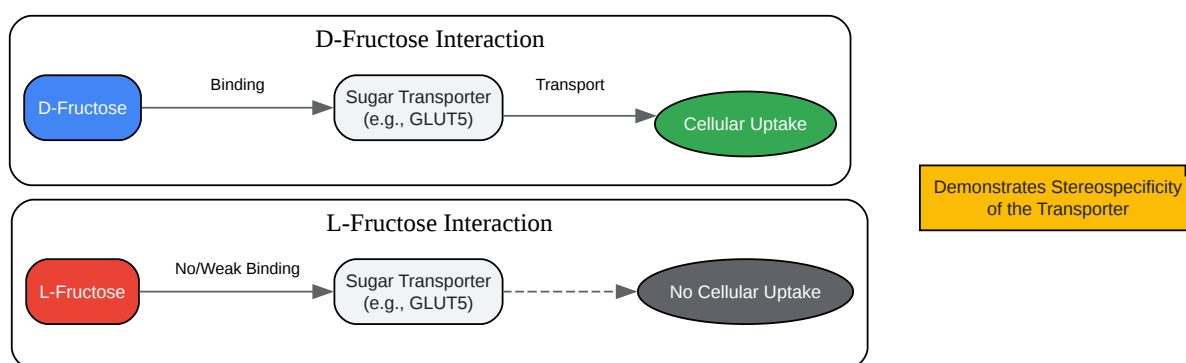 D-Fructose Interaction
D-Fructose
Binding
Sugar Transporter
(e.g., GLUT5)
Transport
Cellular Uptake
L-Fructose Interaction
L-Fructose
No/Weak Binding
Sugar Transporter
(e.g., GLUT5)
No Cellular Uptake
Demonstrates Stereospecificity
of the Transporter